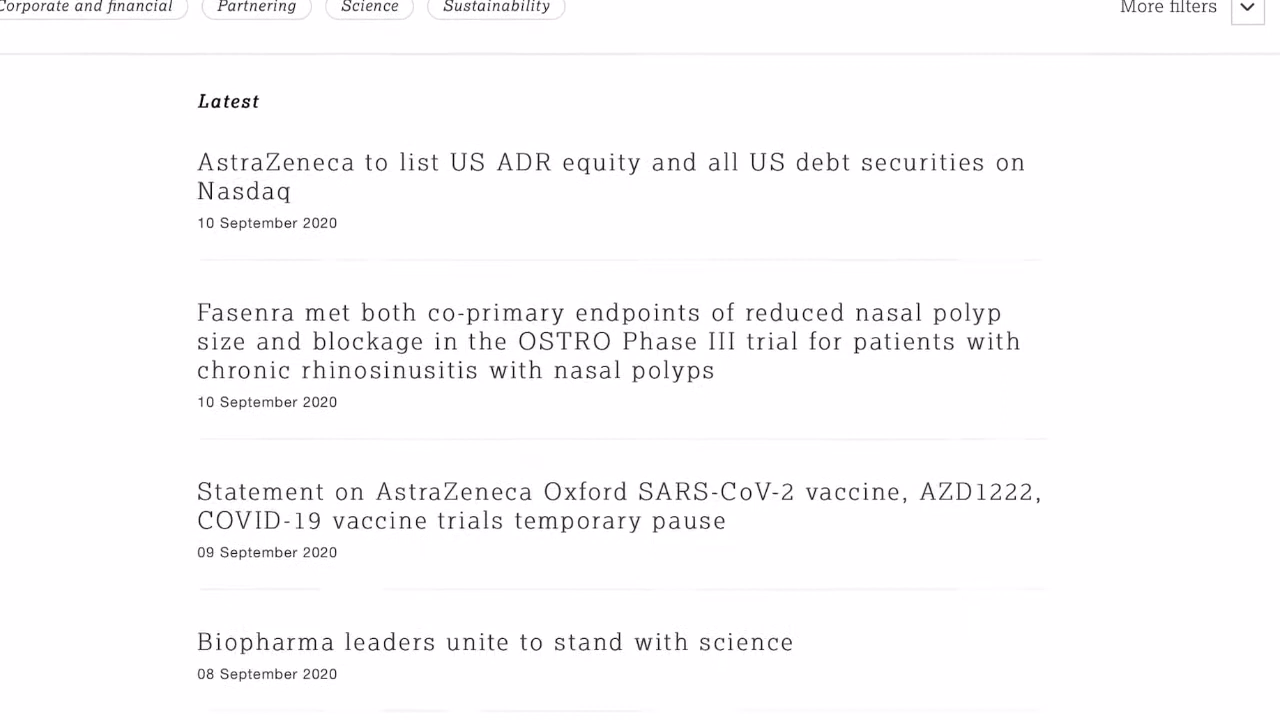 Corporate and financial Partnering Science Sustainability More filters
Latest
AstraZeneca to list US ADR equity and all US debt securities on
Nasdaq
10 September 2020
Fasenra met both co-primary endpoints of reduced nasal polyp
size and blockage in the OSTRO Phase III trial for patients with
chronic rhinosinusitis with nasal polyps
10 September 2020
Statement on AstraZeneca Oxford SARS-CoV-2 vaccine, AZD1222,
COVID-19 vaccine trials temporary pause
09 September 2020
Biopharma leaders unite to stand with science
08 September 2020